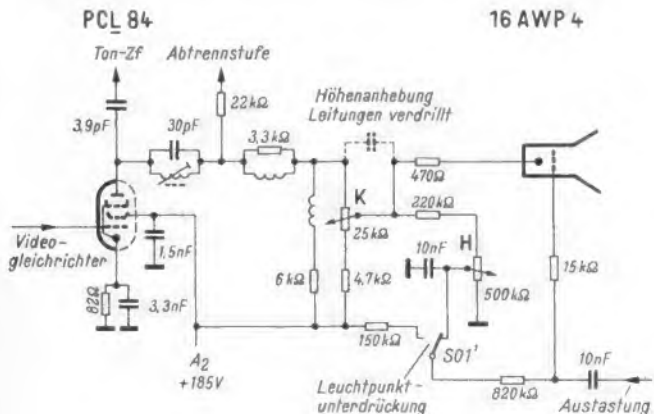 PCL 84
16 AWP 4
Ton-Zf
Abtrennstufe
Höhenanhebung
Leitungen verdrillt
22kΩ
3,9pF
30pF
3,3kΩ
470Ω
K
25kΩ
220kΩ
H
500kΩ
10nF
15kΩ
Video-
gleichrichter
1,5nF
82Ω
3,3nF
6kΩ
4,7kΩ
A2
+185V
150kΩ
S01'
Leuchtpunkt-
unterdrückung
820kΩ
10nF
Austastung